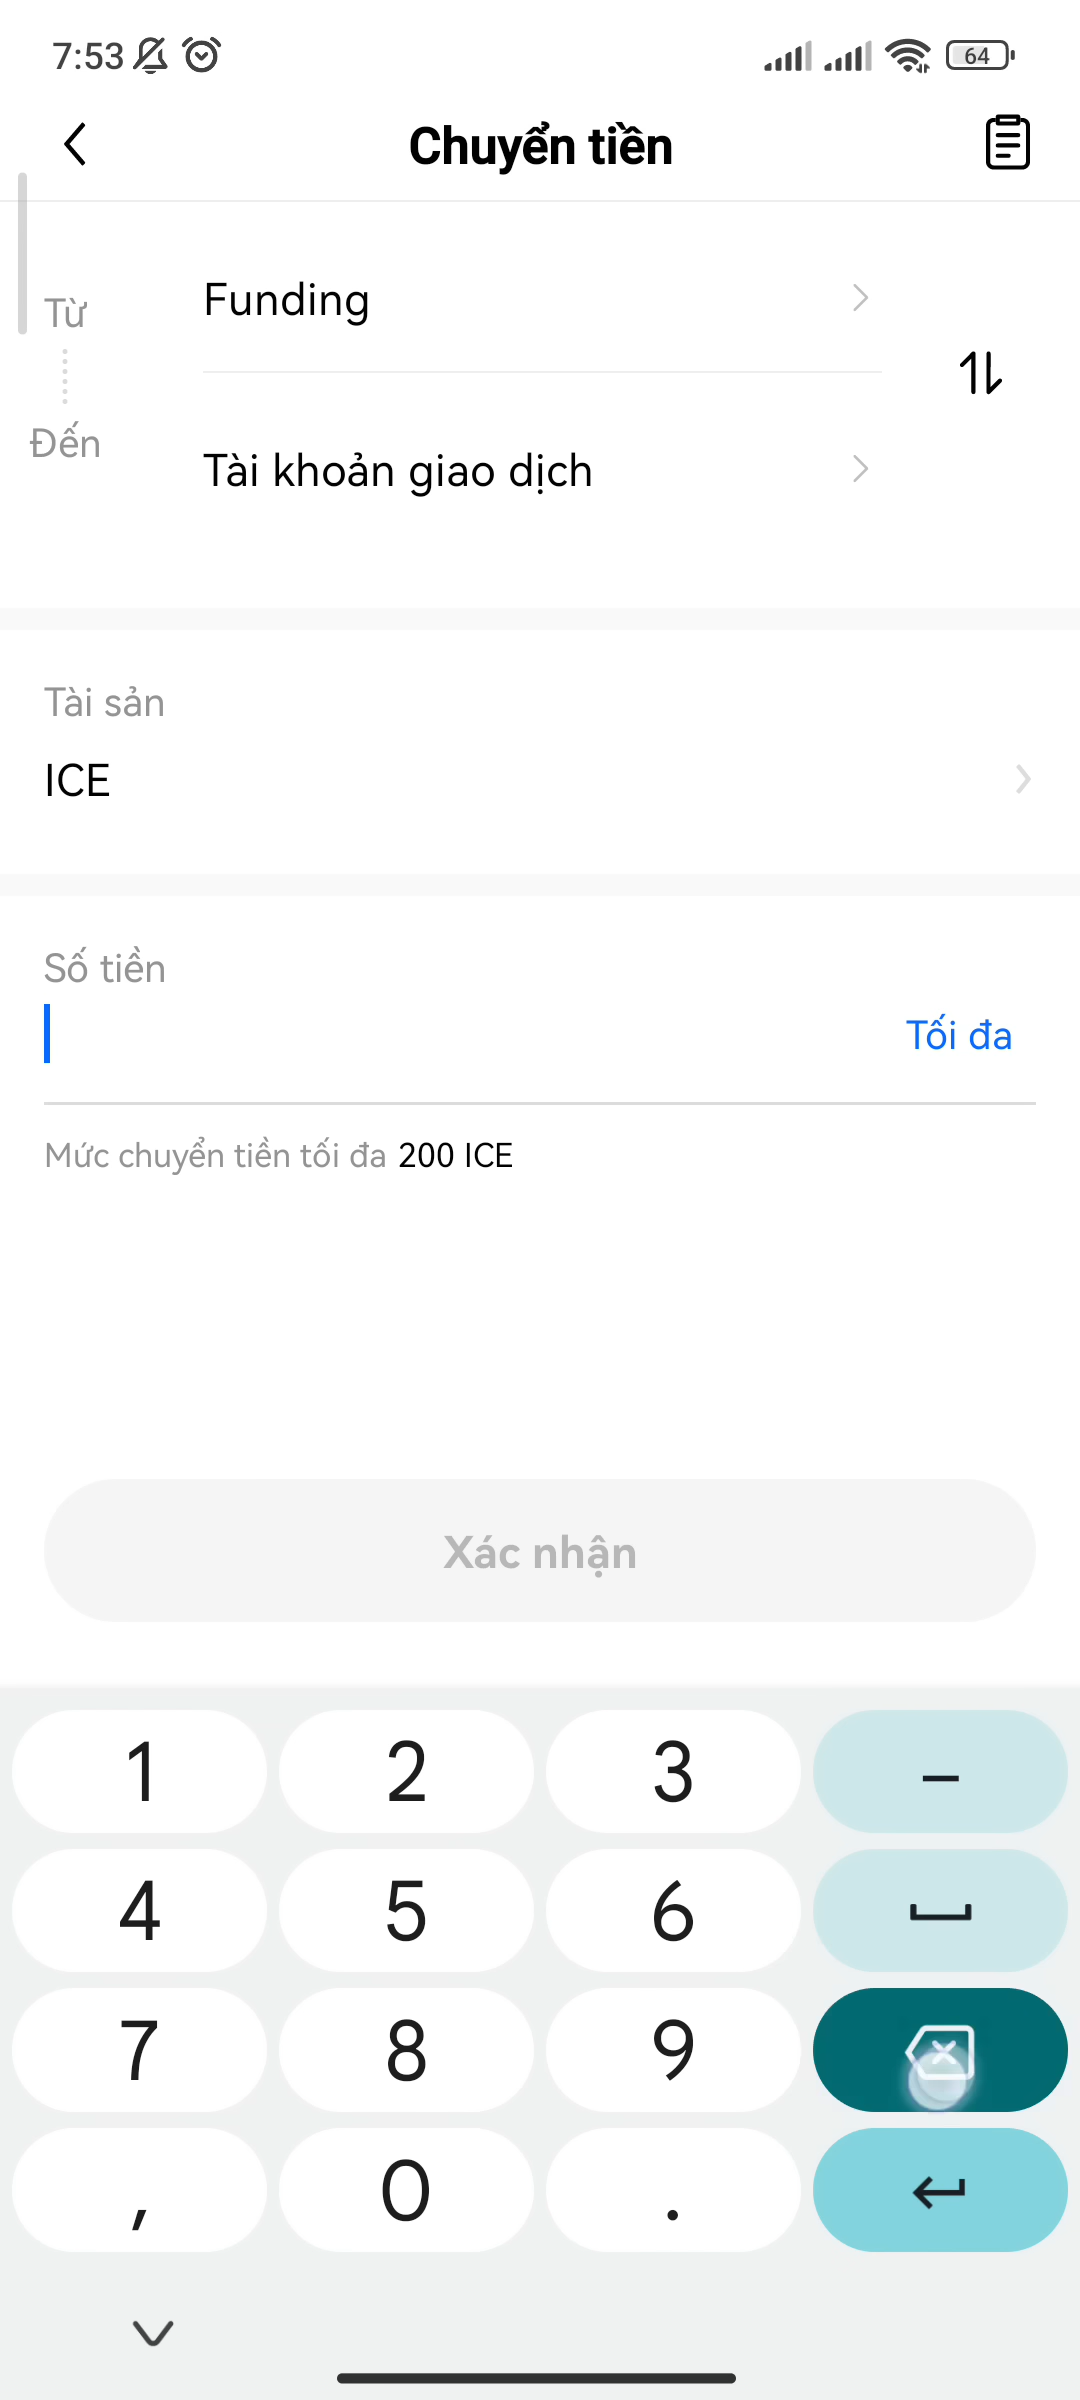 7:53
64
Chuyển tiền
Từ
Funding
Đến
Tài khoản giao dịch
Tài sản
ICE
Số tiền
Tối đa
Mức chuyển tiền tối đa 200 ICE
Xác nhận
1 2 3 –
4 5 6
7 8 9
, 0 .